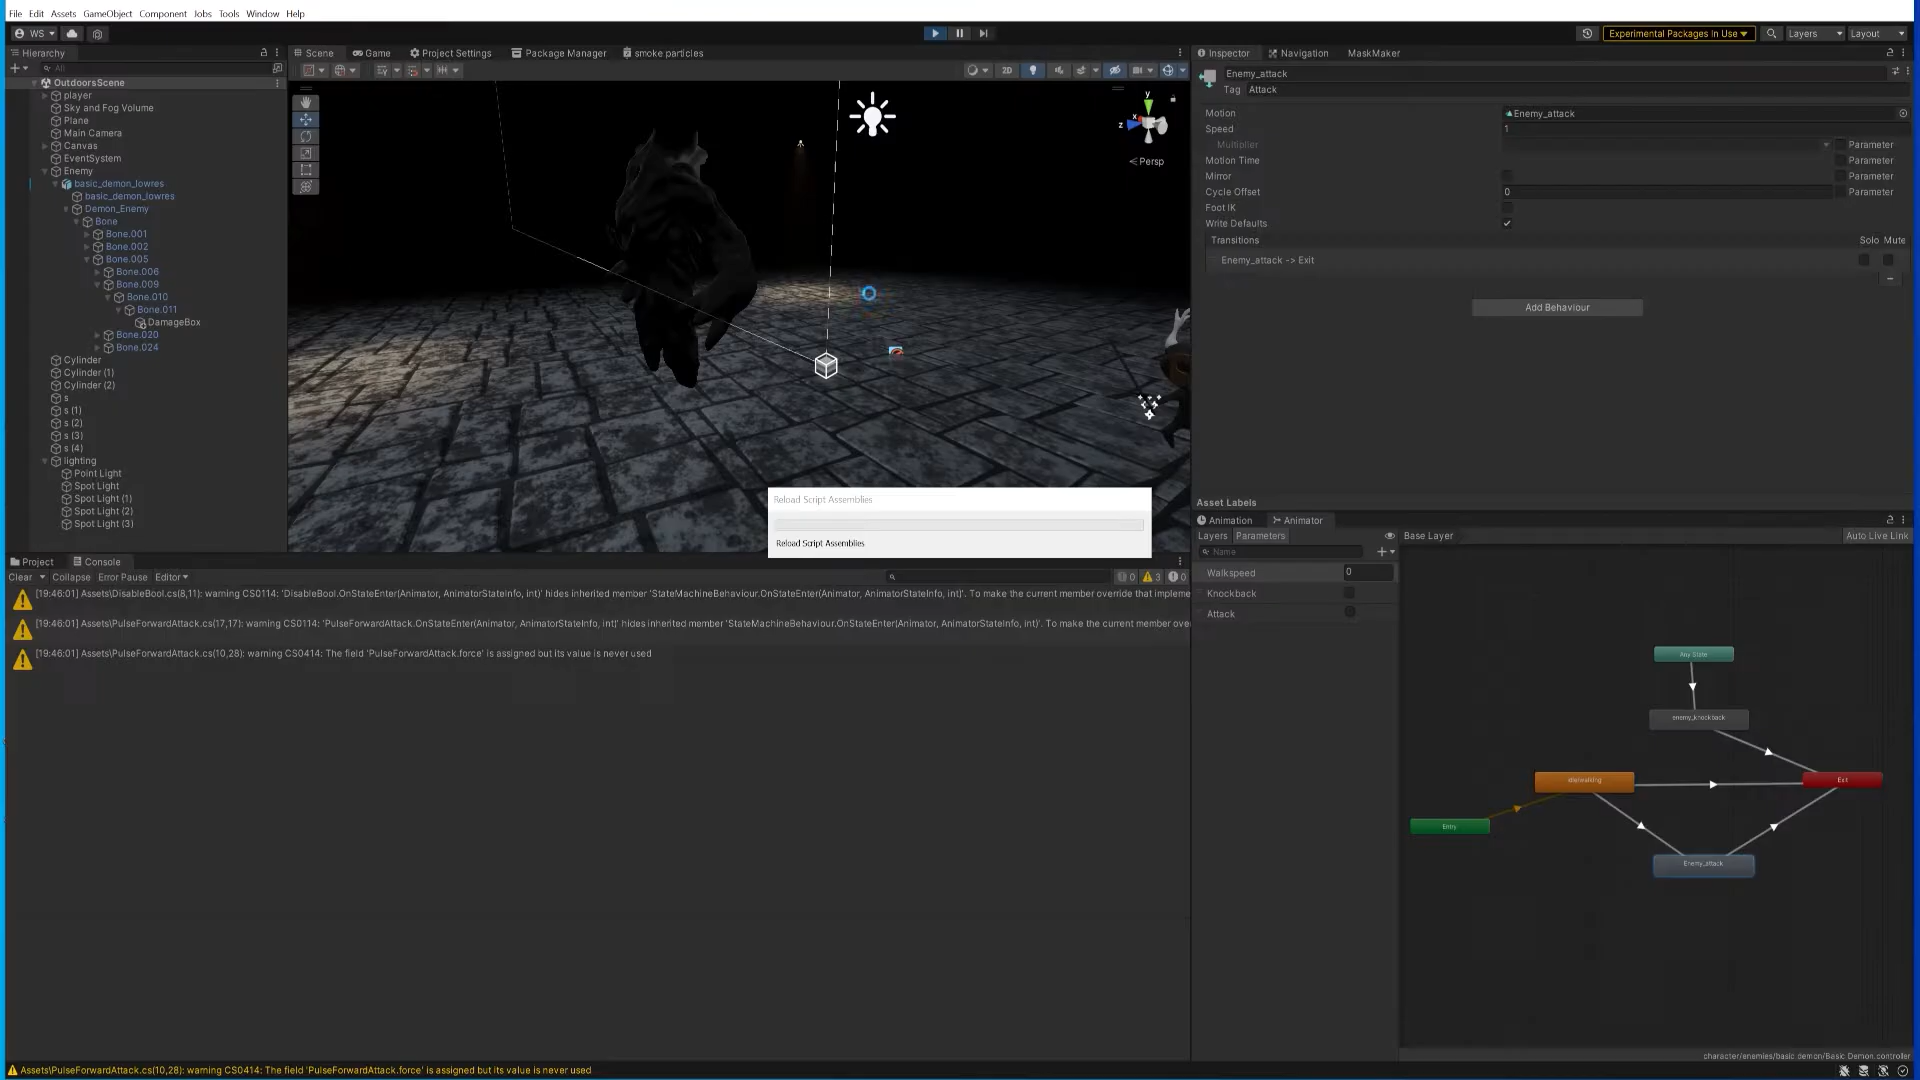 File Edit Assets GameObject Component Jobs Tools Window Help
WS Experimental Packages In Use Layers Layout
Hierarchy Scene Game Project Settings Package Manager smoke particles Inspector Navigation MaskMaker
All 2D
OutdoorsScene
player
Sky and Fog Volume
Plane
Main Camera
Canvas
EventSystem
Enemy
basic_demon_lowres
basic_demon_lowres
Demon_Enemy
Bone
Bone.001
Bone.002
Bone.005
Bone.006
Bone.009
Bone.010
Bone.011
DamageBox
Bone.020
Bone.024
Cylinder
Cylinder (1)
Cylinder (2)
s
s (1)
s (2)
s (3)
s (4)
lighting
Point Light
Spot Light
Spot Light (1)
Spot Light (2)
Spot Light (3)
y
x
z
Persp
Reload Script Assemblies
Reload Script Assemblies
Enemy_attack
Tag Attack
Motion Enemy_attack
Speed 1
Multiplier Parameter
Motion Time Parameter
Mirror Parameter
Cycle Offset 0 Parameter
Foot IK
Write Defaults
Transitions Solo Mute
Enemy_attack -> Exit
Add Behaviour
Asset Labels
Animation Animator
Layers Parameters Base Layer Auto Live Link
Name
Walkspeed 0
Knockback
Attack
Any State
enemy_knockback
Exit
Entry
Enemy_attack
character/enemies/basic demon/Basic Demon.controller
Project Console
Clear Collapse Error Pause Editor 0 3 0
[19:46:01] Assets\DisableBool.cs(8,11): warning CS0114: 'DisableBool.OnStateEnter(Animator, AnimatorStateInfo, int)' hides inherited member 'StateMachineBehaviour.OnStateEnter(Animator, AnimatorStateInfo, int)'. To make the current member override that impleme
[19:46:01] Assets\PulseForwardAttack.cs(17,17): warning CS0114: 'PulseForwardAttack.OnStateEnter(Animator, AnimatorStateInfo, int)' hides inherited member 'StateMachineBehaviour.OnStateEnter(Animator, AnimatorStateInfo, int)'. To make the current member ove
[19:46:01] Assets\PulseForwardAttack.cs(10,28): warning CS0414: The field 'PulseForwardAttack.force' is assigned but its value is never used
Assets\PulseForwardAttack.cs(10,28): warning CS0414: The field 'PulseForwardAttack.force' is assigned but its value is never used